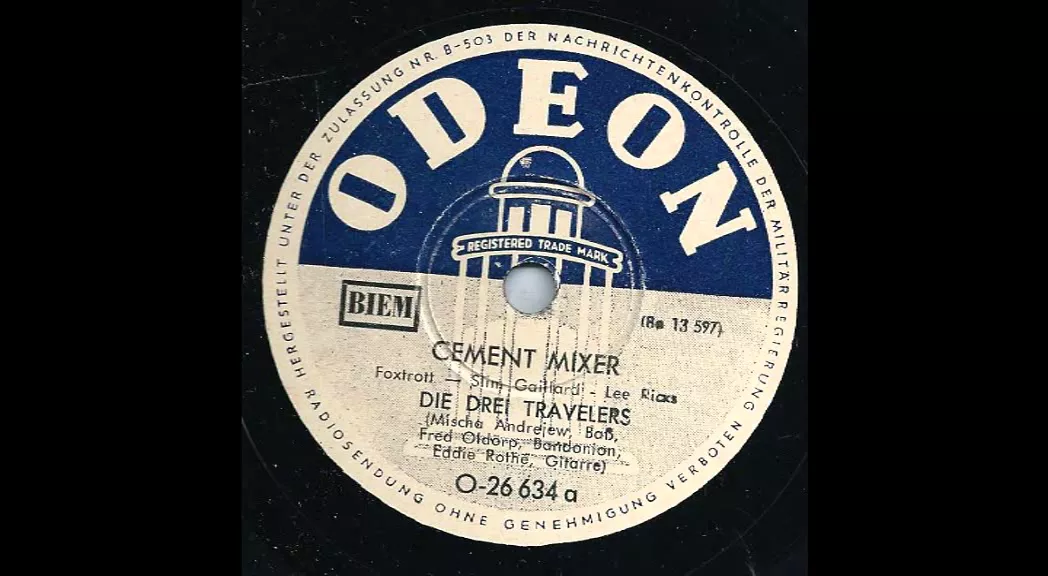 HERGESTELLT UNTER DER ZULASSUNG NR. B-503 DER NACHRICHTENKONTROLLE DER MILITÄRREGIERUNG
RADIOSENDUNG OHNE GENEHMIGUNG VERBOTEN
ODEON
REGISTERED TRADE MARK
BIEM
(Be 13 597)
CEMENT MIXER
Foxtrott — Slim Gaillard - Lee Ricks
DIE DREI TRAVELERS
(Mischa Andrejew, Baß,
Fred Oldörp, Bandonion,
Eddie Rothe, Gitarre)
O-26 634 a